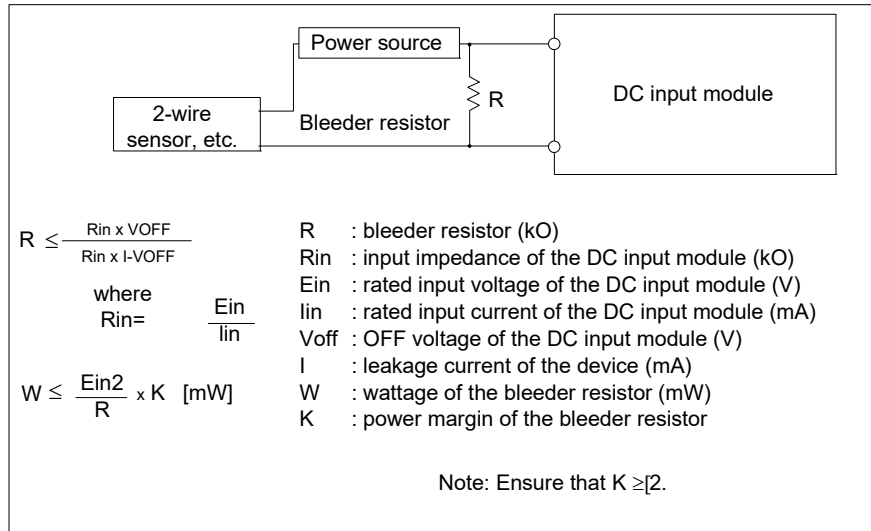 Power source
R
DC input module
2-wire
sensor, etc.
Bleeder resistor
R ≤ Rin x VOFF
Rin x I-VOFF
where
Rin= Ein
Iin
W ≤ Ein2 x K [mW]
R
R : bleeder resistor (kO)
Rin : input impedance of the DC input module (kO)
Ein : rated input voltage of the DC input module (V)
Iin : rated input current of the DC input module (mA)
Voff : OFF voltage of the DC input module (V)
I : leakage current of the device (mA)
W : wattage of the bleeder resistor (mW)
K : power margin of the bleeder resistor
Note: Ensure that K ≥[2.